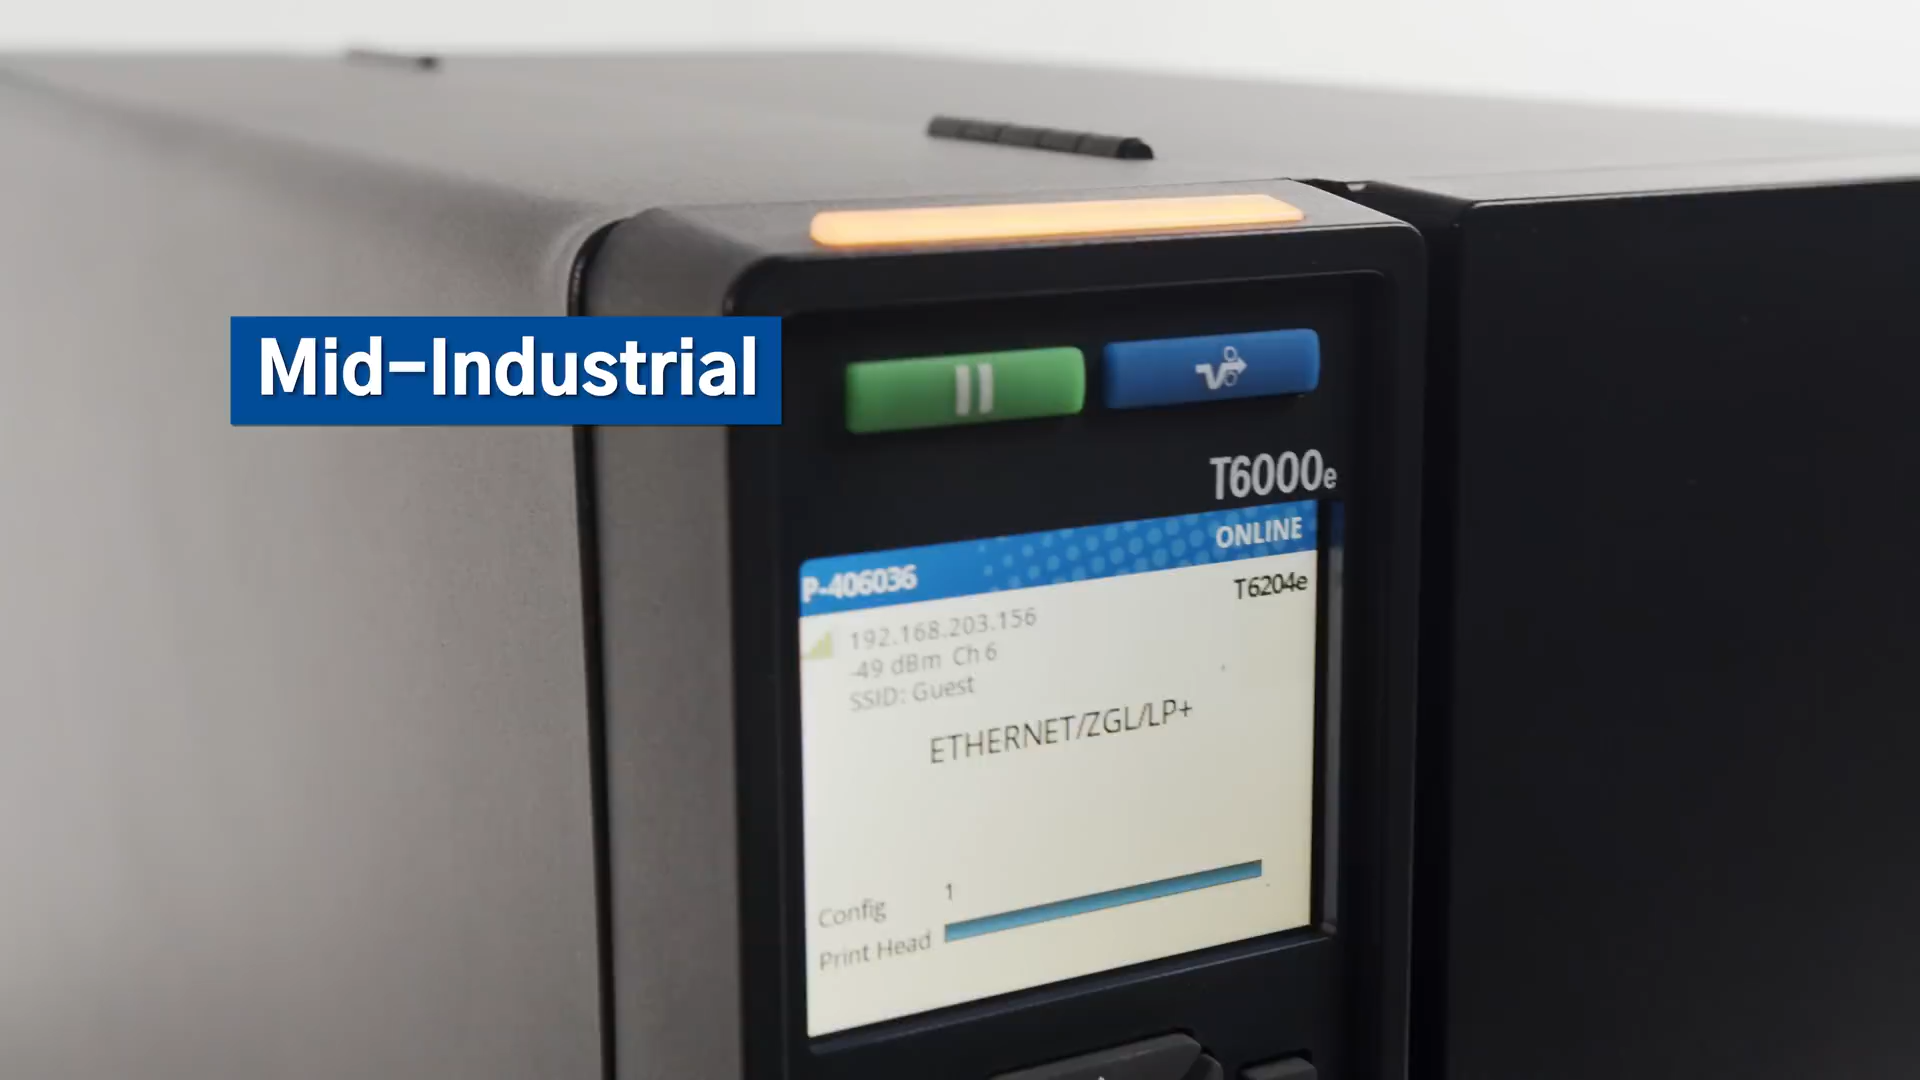 Mid-Industrial
T6000e
ONLINE
P-406036
T6204e
192.168.203.156
-49 dBm Ch 6
SSID: Guest
ETHERNET/ZGL/LP+
Config 1
Print Head